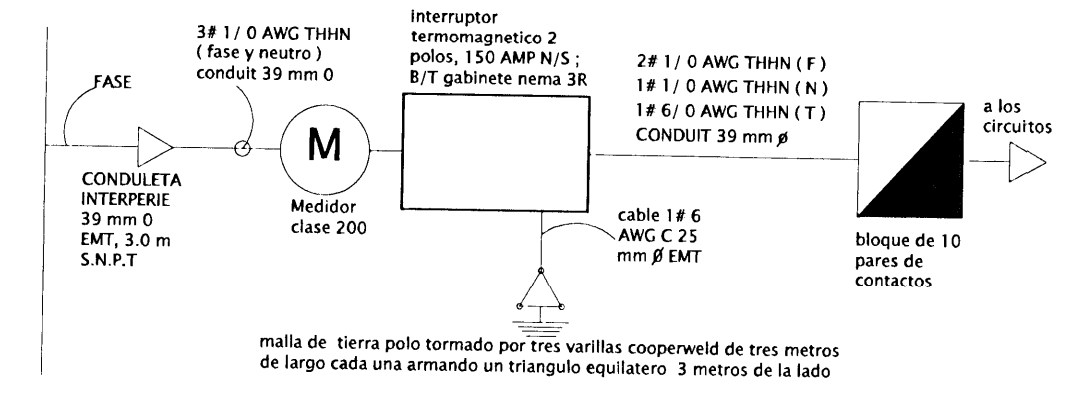 interruptor
termomagnetico 2
polos, 150 AMP N/S ;
B/T gabinete nema 3R
3# 1/ 0 AWG THHN
( fase y neutro )
conduit 39 mm 0
FASE
2# 1/ 0 AWG THHN ( F )
1# 1/ 0 AWG THHN ( N )
1# 6/ 0 AWG THHN ( T )
CONDUIT 39 mm ø
a los
circuitos
M
CONDULETA
INTERPERIE
39 mm 0
EMT, 3.0 m
S.N.P.T
Medidor
clase 200
cable 1# 6
AWG C 25
mm Ø EMT
bloque de 10
pares de
contactos
malla de tierra polo tormado por tres varillas cooperweld de tres metros
de largo cada una armando un triangulo equilatero 3 metros de la lado